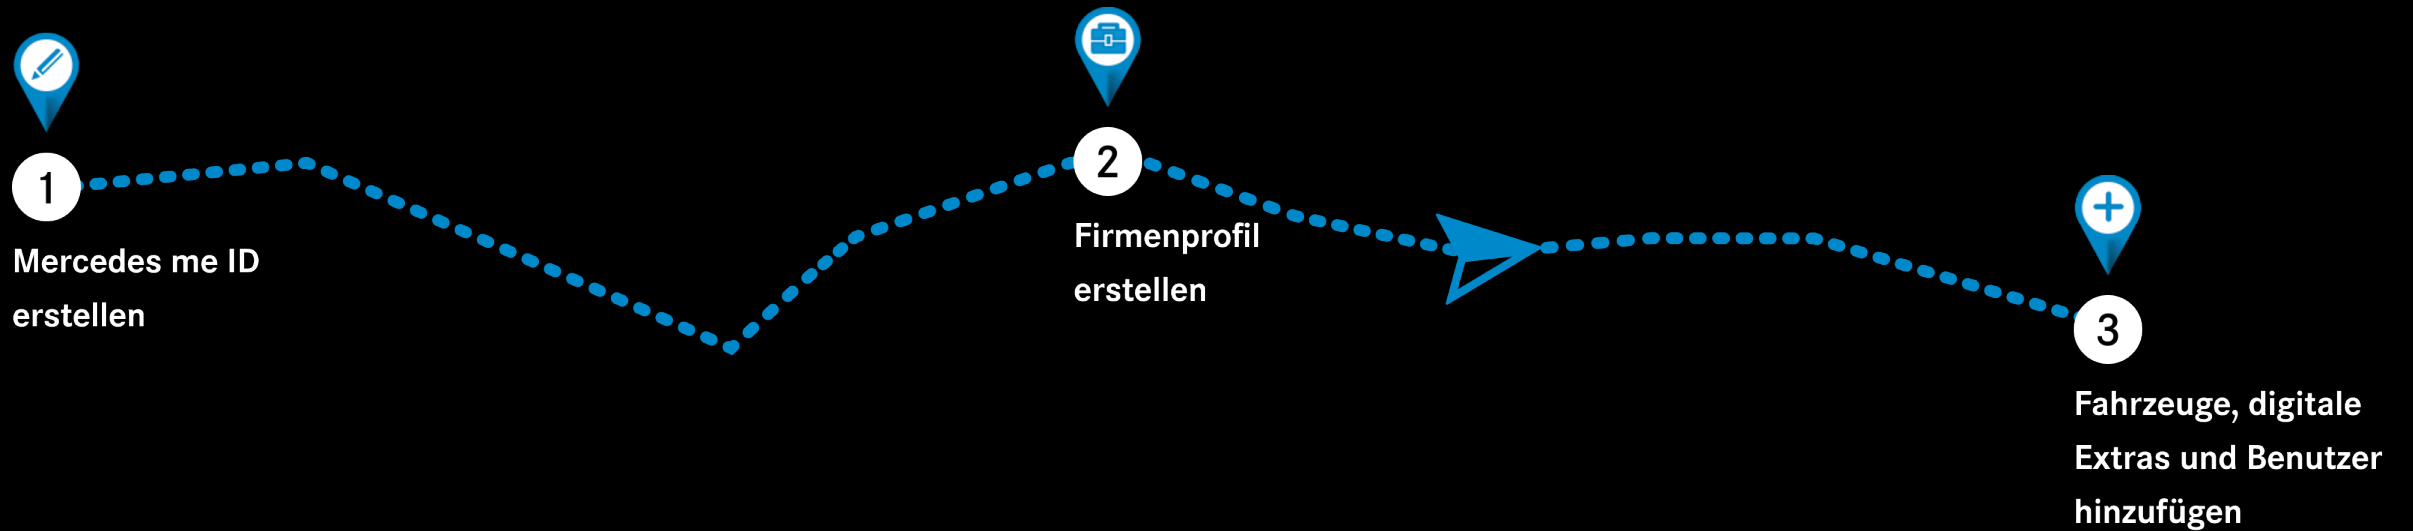 1
Mercedes me ID
erstellen
2
Firmenprofil
erstellen
3
Fahrzeuge, digitale
Extras und Benutzer
hinzufügen